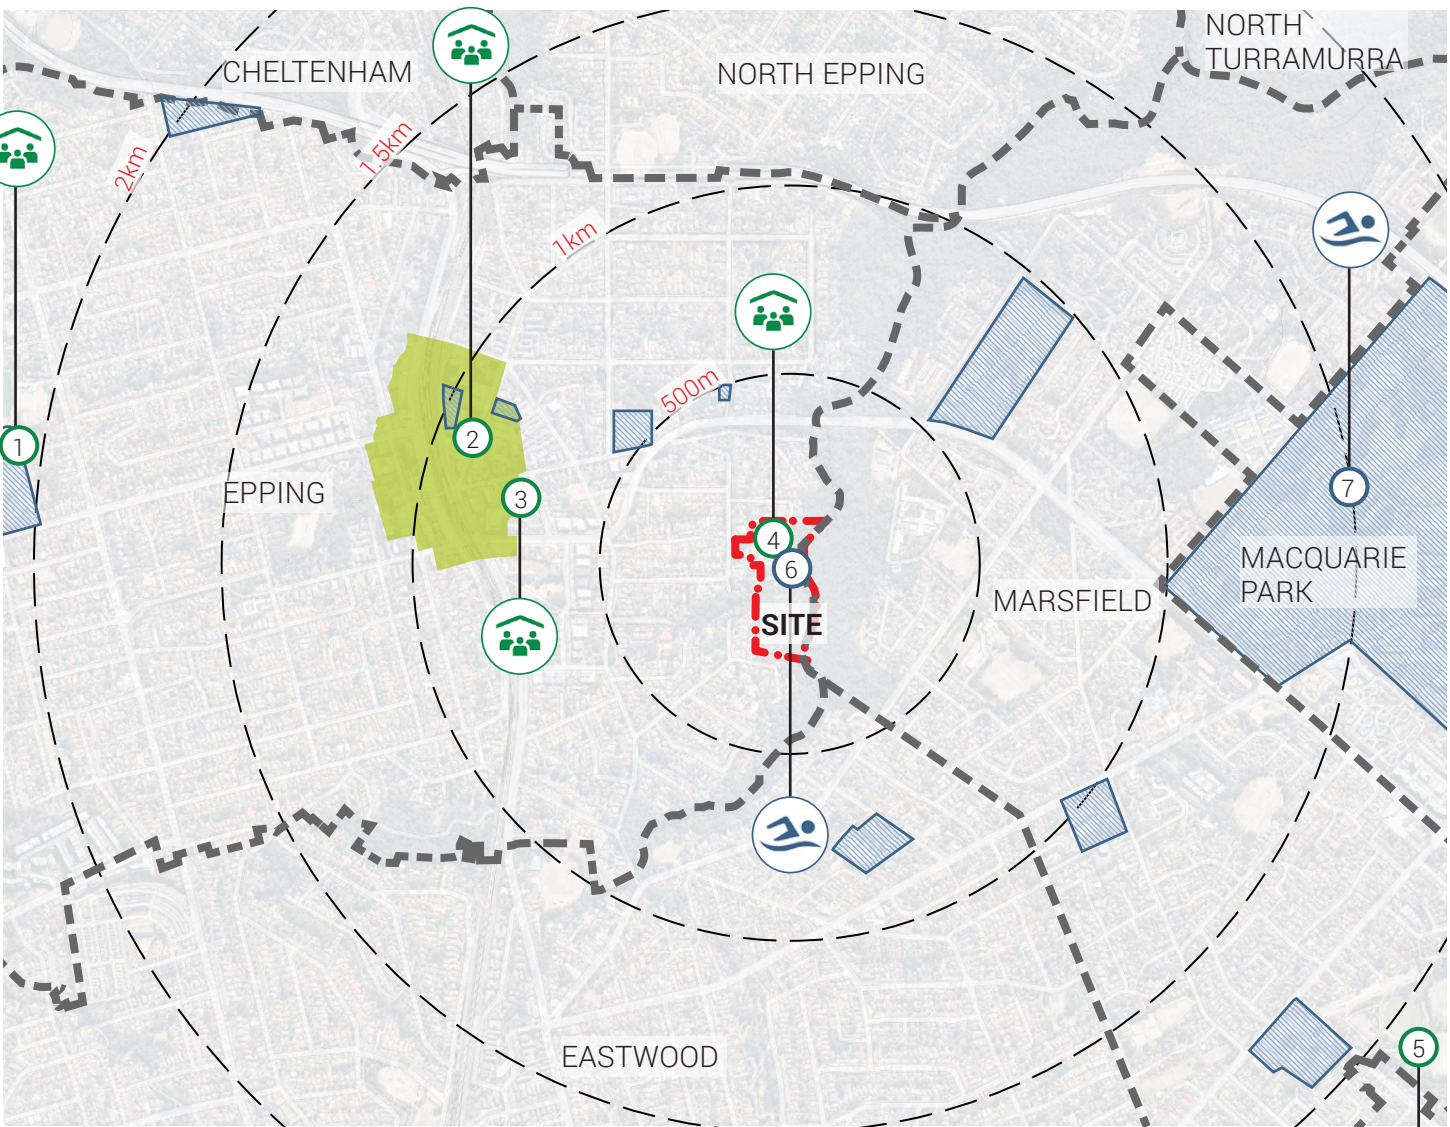 NORTH
TURRAMURRA
CHELTENHAM
NORTH EPPING
1.5km
2km
1km
500m
1
2
EPPING
3
7
4
6
MACQUARIE
PARK
MARSFIELD
SITE
EASTWOOD
5